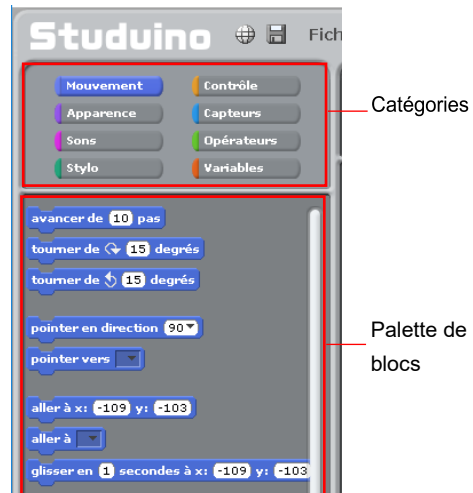 Studuino Fich
Mouvement Contrôle
Apparence Capteurs
Sons Opérateurs
Stylo Variables
Catégories
avancer de 10 pas
tourner de 15 degrés
tourner de 15 degrés
pointer en direction 90
pointer vers
aller à x: -109 y: -103
aller à
glisser en 1 secondes à x: -109 y: -103
Palette de
blocs